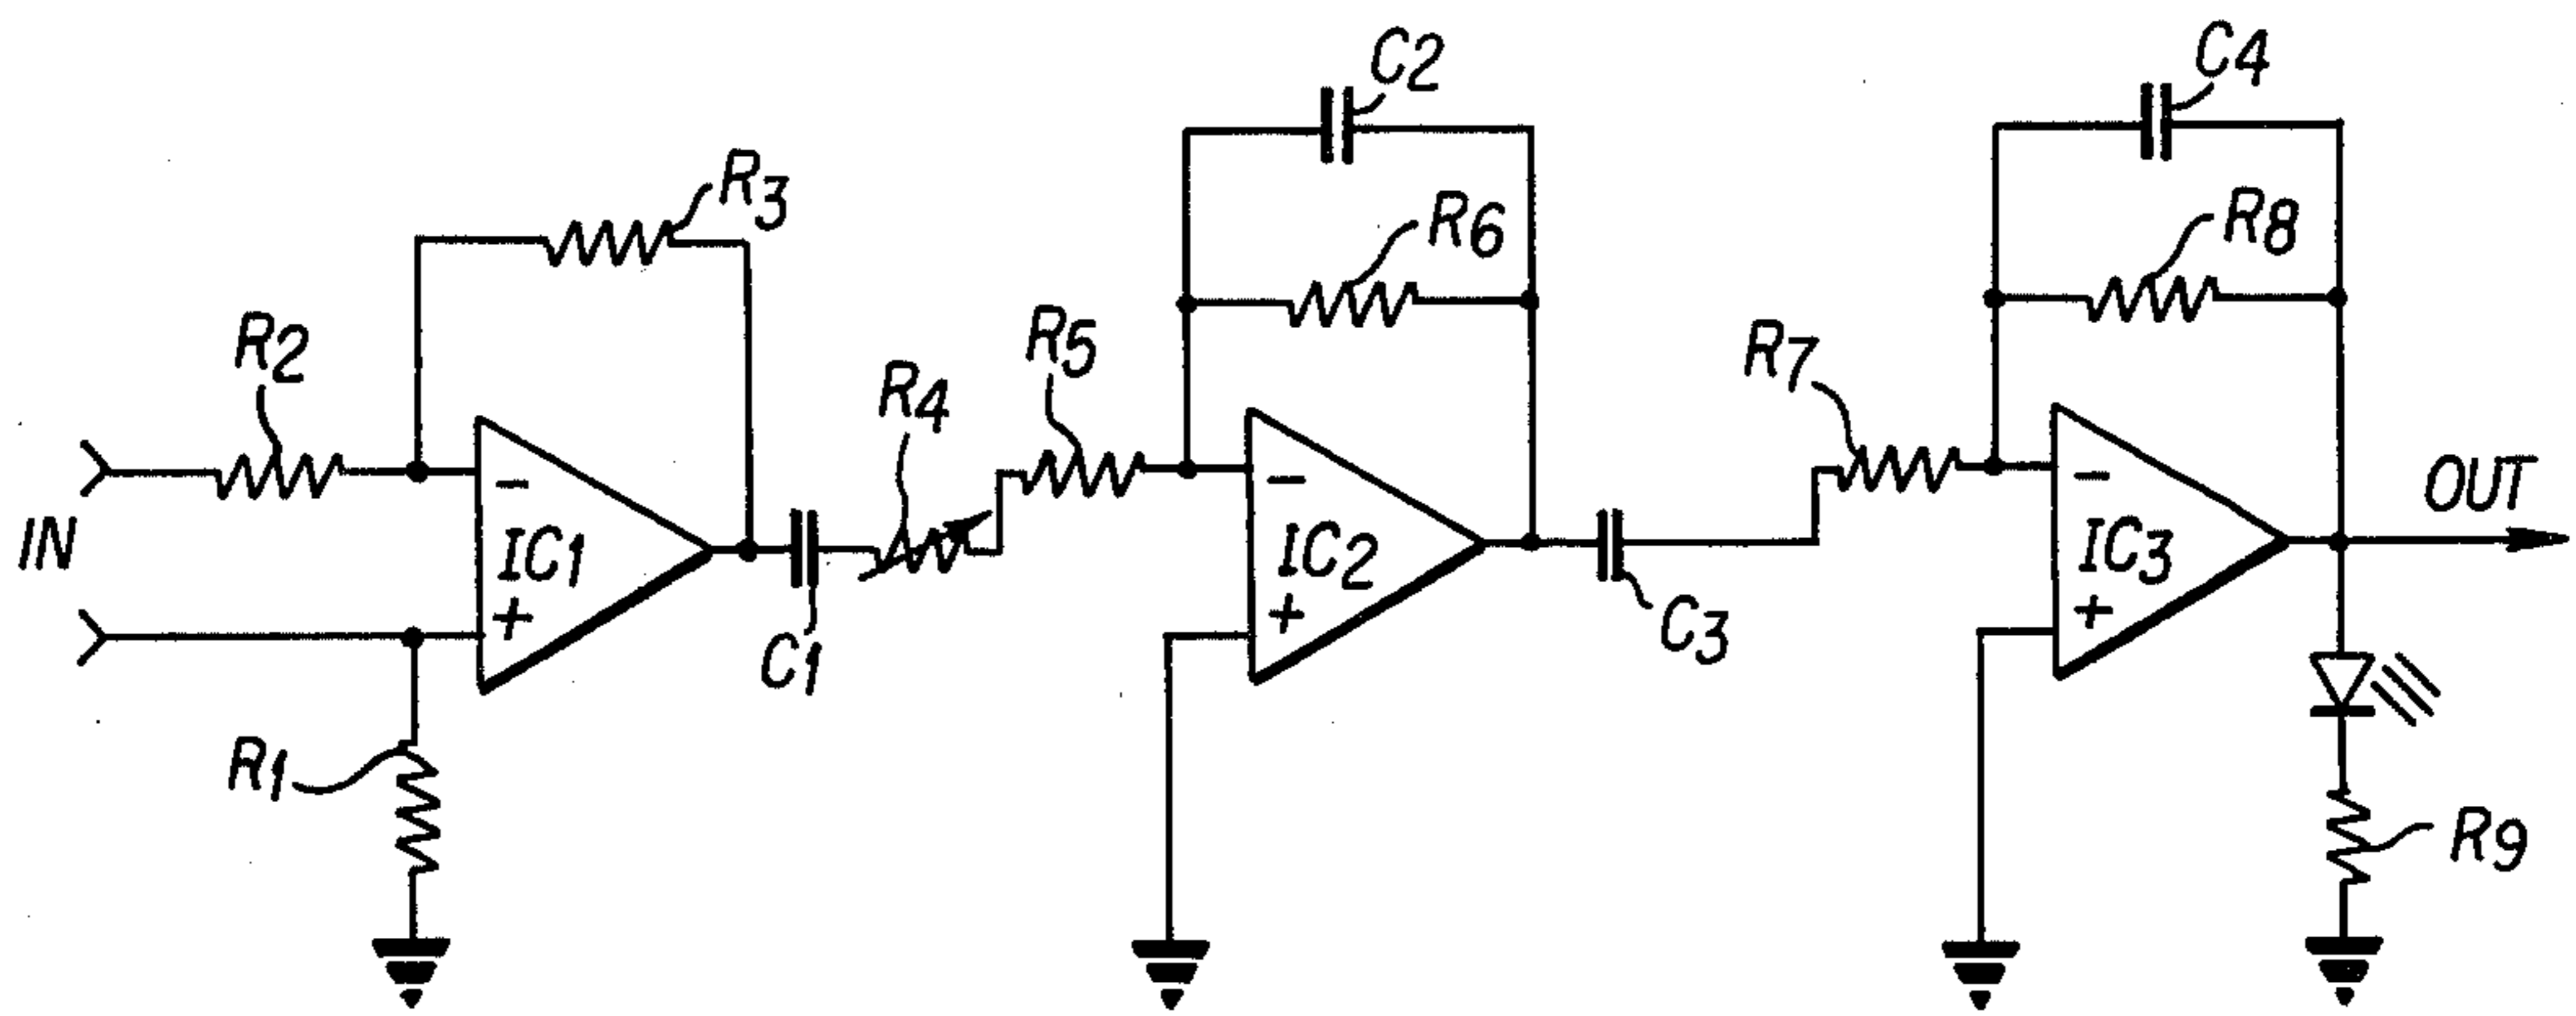 C2
C4
R3
R6
R8
R2
R5
R7
R4
IN
-
IC1
+
-
IC2
+
-
IC3
+
OUT
C1
C3
R1
R9